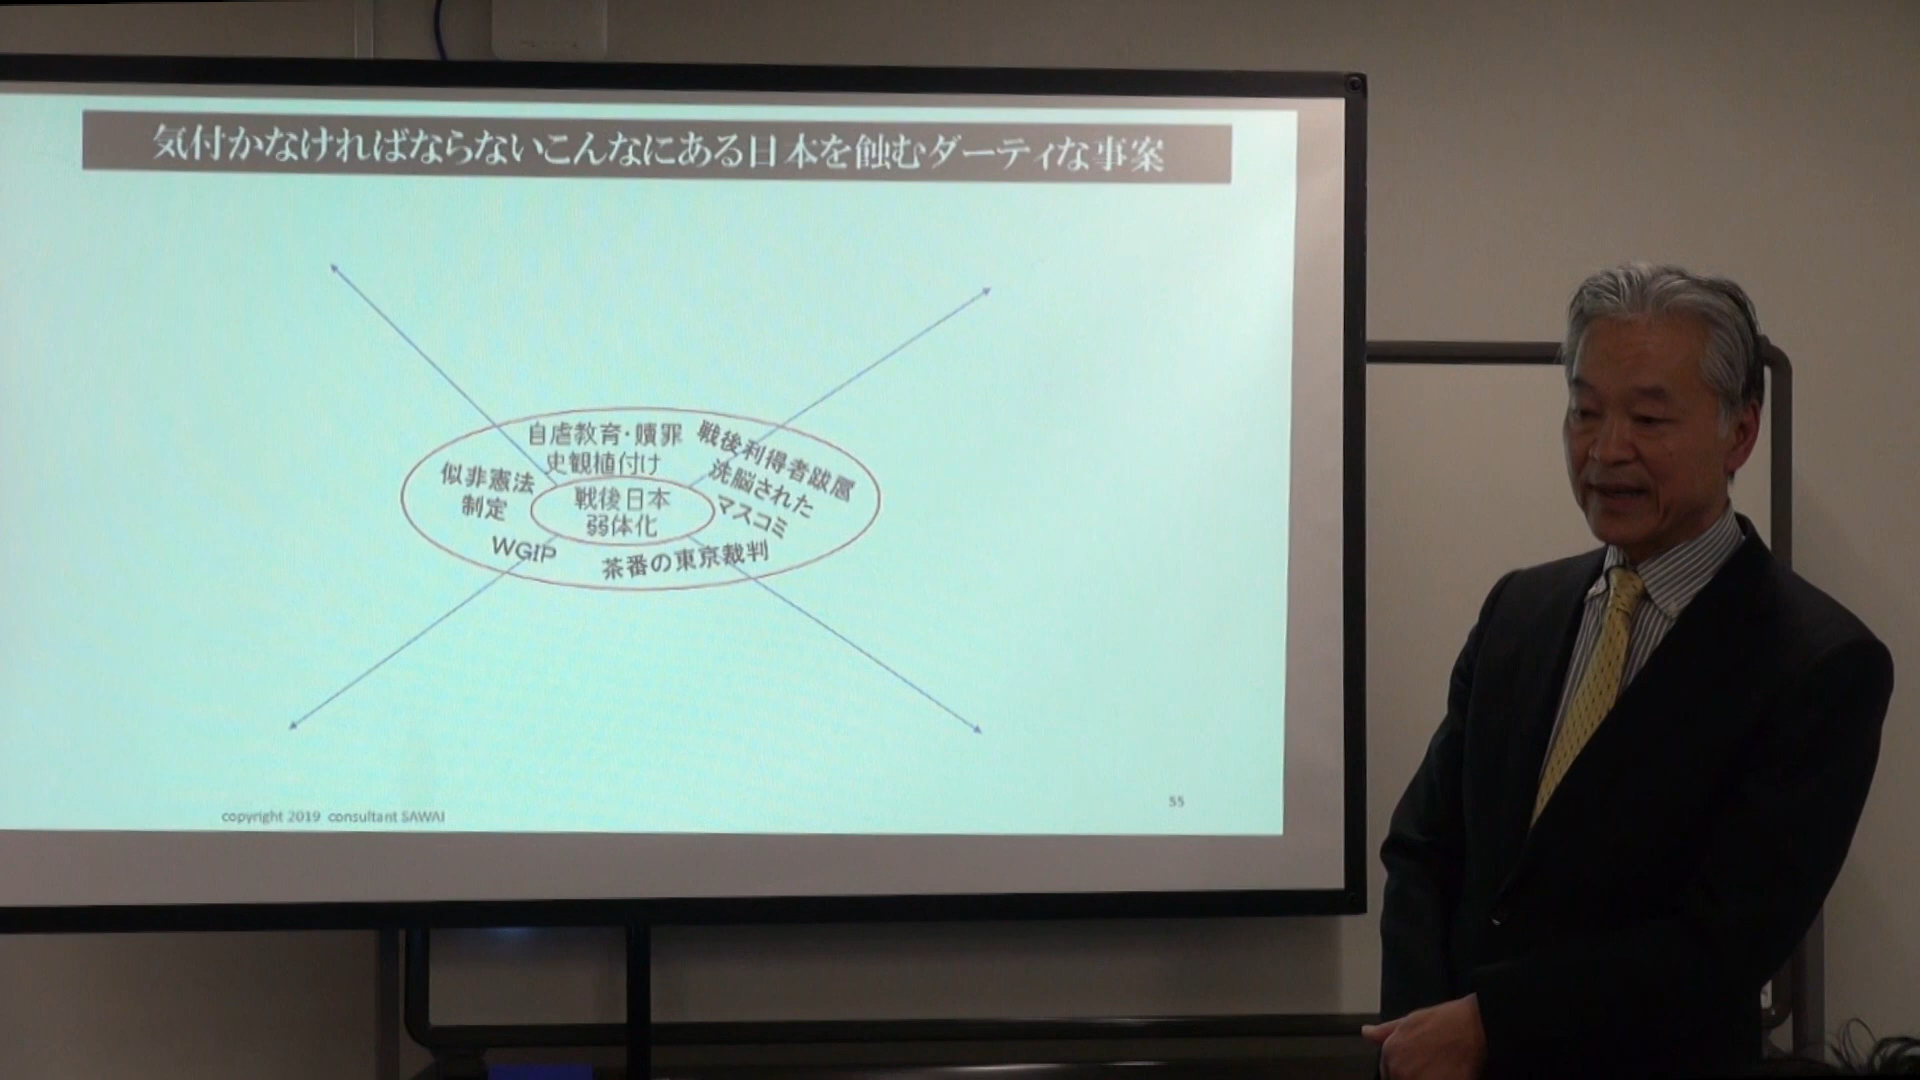 気付かなければならないこんなにある日本を蝕むダーティな事案
自虐教育・贖罪
史観植付け
戦後利得者跋扈
洗脳された
マスコミ
似非憲法
制定
戦後日本
弱体化
WGIP
茶番の東京裁判
copyright 2019 consultant SAWAI
55